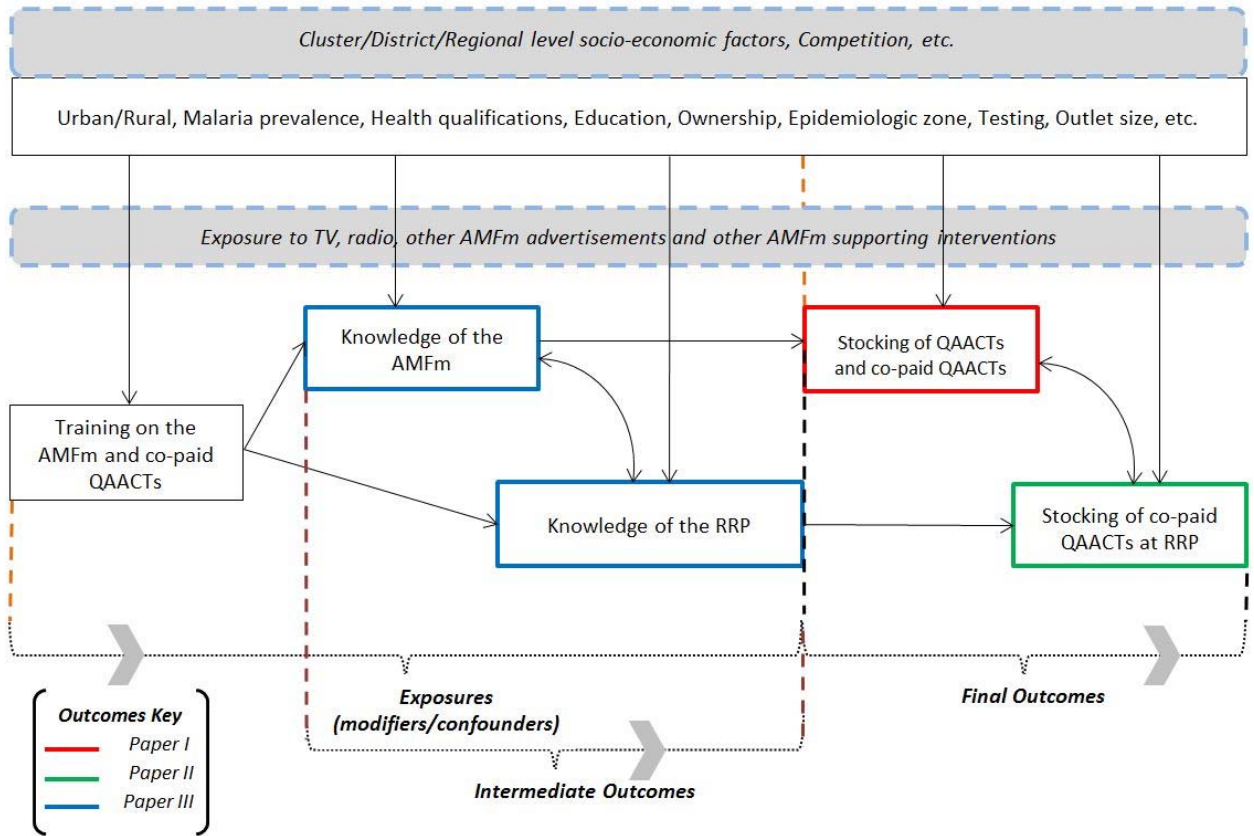 Cluster/District/Regional level socio-economic factors, Competition, etc.
Urban/Rural, Malaria prevalence, Health qualifications, Education, Ownership, Epidemiologic zone, Testing, Outlet size, etc.
Exposure to TV, radio, other AMFm advertisements and other AMFm supporting interventions
Knowledge of the
AMFm
Stocking of QAACTs
and co-paid QAACTs
Training on the
AMFm and co-paid
QAACTs
Knowledge of the RRP
Stocking of co-paid
QAACTs at RRP
Exposures
(modifiers/confounders)
Final Outcomes
Intermediate Outcomes
Outcomes Key
Paper I
Paper II
Paper III